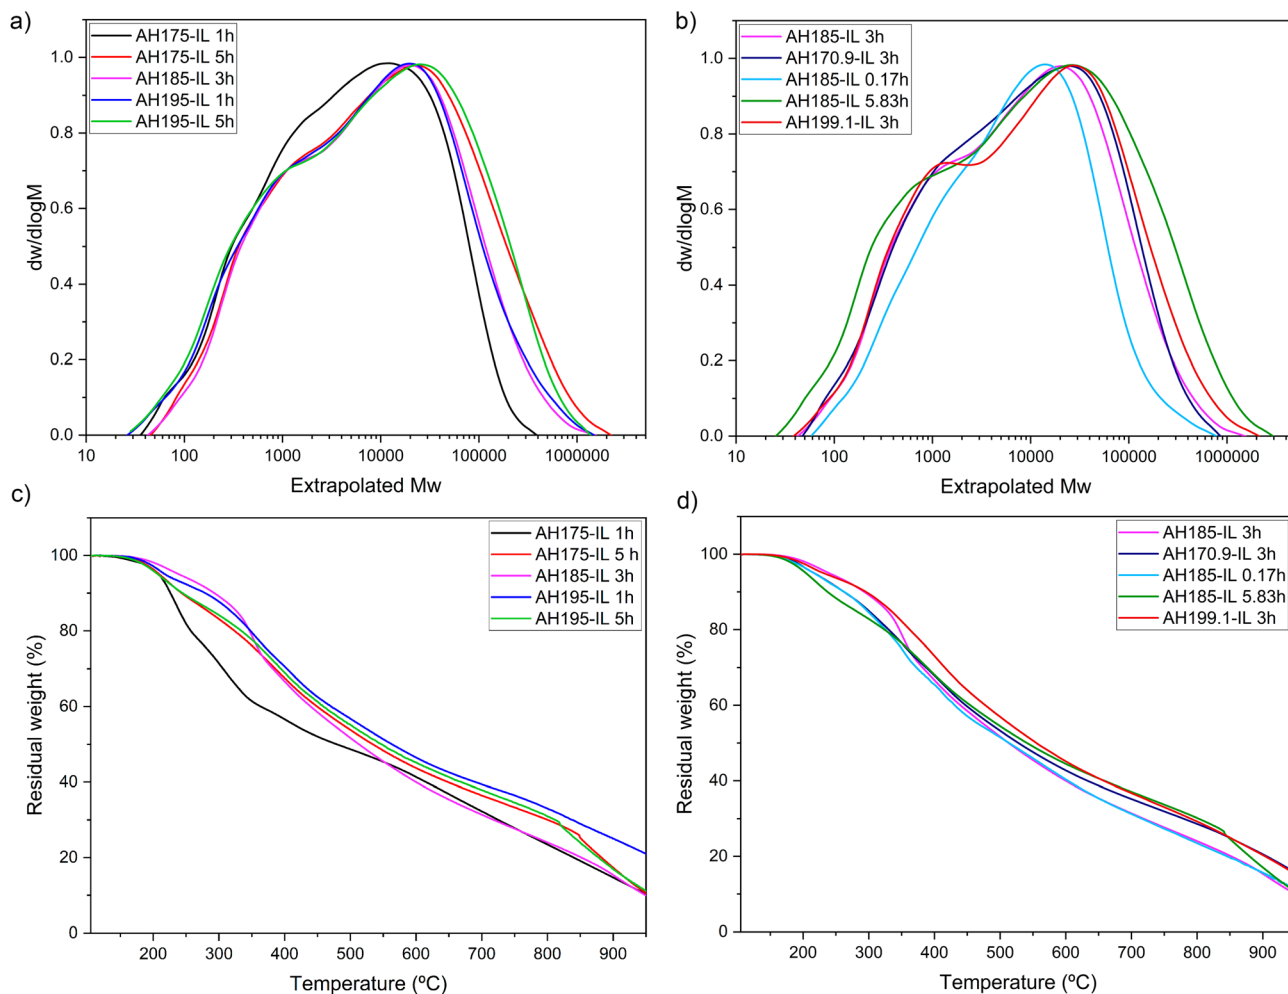 a)
AH175-IL 1h
AH175-IL 5h
AH185-IL 3h
AH195-IL 1h
AH195-IL 5h
dw/dlogM
1.0
0.8
0.6
0.4
0.2
0.0
10
100
1000
10000
100000
1000000
Extrapolated Mw
b)
AH185-IL 3h
AH170.9-IL 3h
AH185-IL 0.17h
AH185-IL 5.83h
AH199.1-IL 3h
dw/dlogM
1.0
0.8
0.6
0.4
0.2
0.0
10
100
1000
10000
100000
1000000
Extrapolated Mw
c)
AH175-IL 1h
AH175-IL 5 h
AH185-IL 3h
AH195-IL 1h
AH195-IL 5h
Residual weight (%)
100
80
60
40
20
0
200
300
400
500
600
700
800
900
Temperature (ºC)
d)
AH185-IL 3h
AH170.9-IL 3h
AH185-IL 0.17h
AH185-IL 5.83h
AH199.1-IL 3h
Residual weight (%)
100
80
60
40
20
0
200
300
400
500
600
700
800
900
Temperature (ºC)